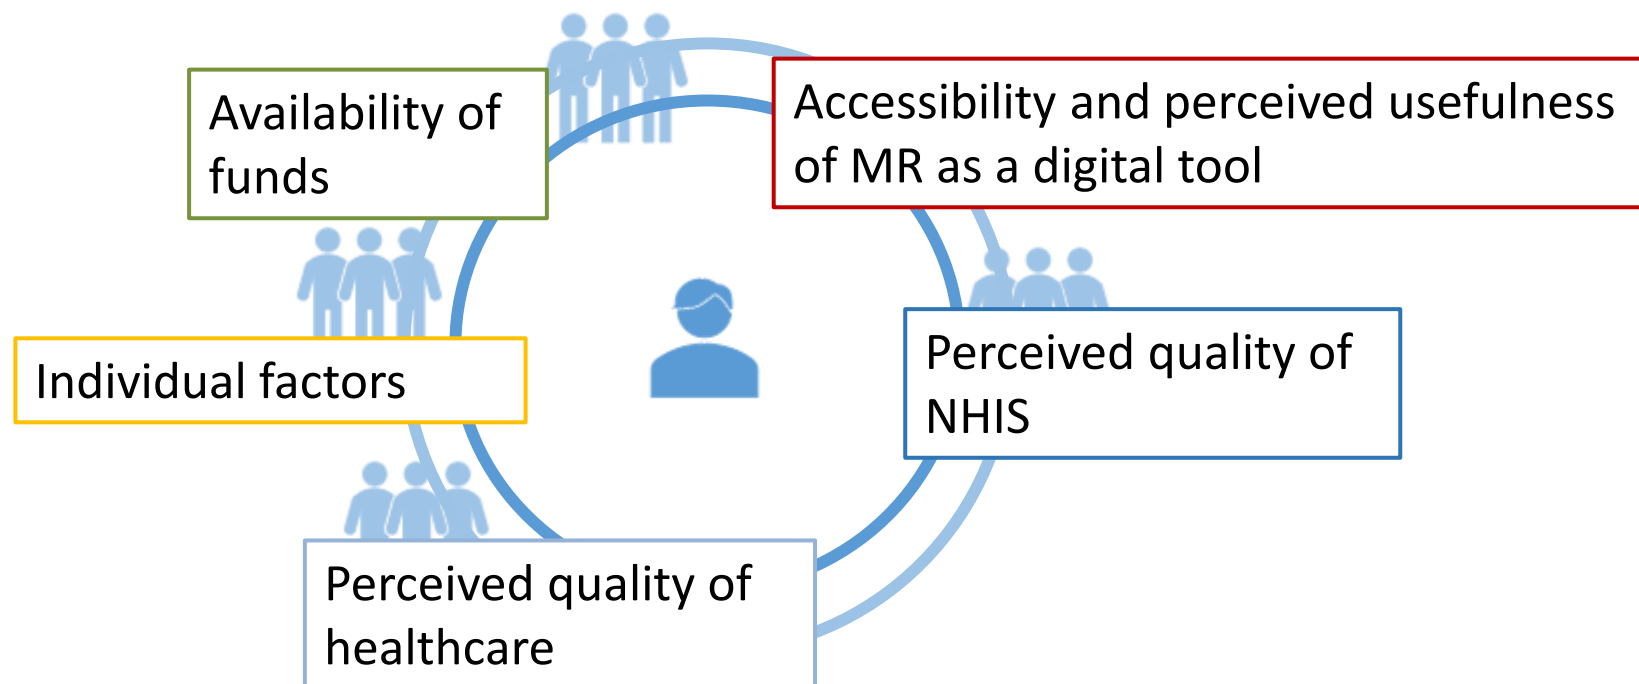 Availability of
funds
Accessibility and perceived usefulness
of MR as a digital tool
Individual factors
Perceived quality of
NHIS
Perceived quality of
healthcare